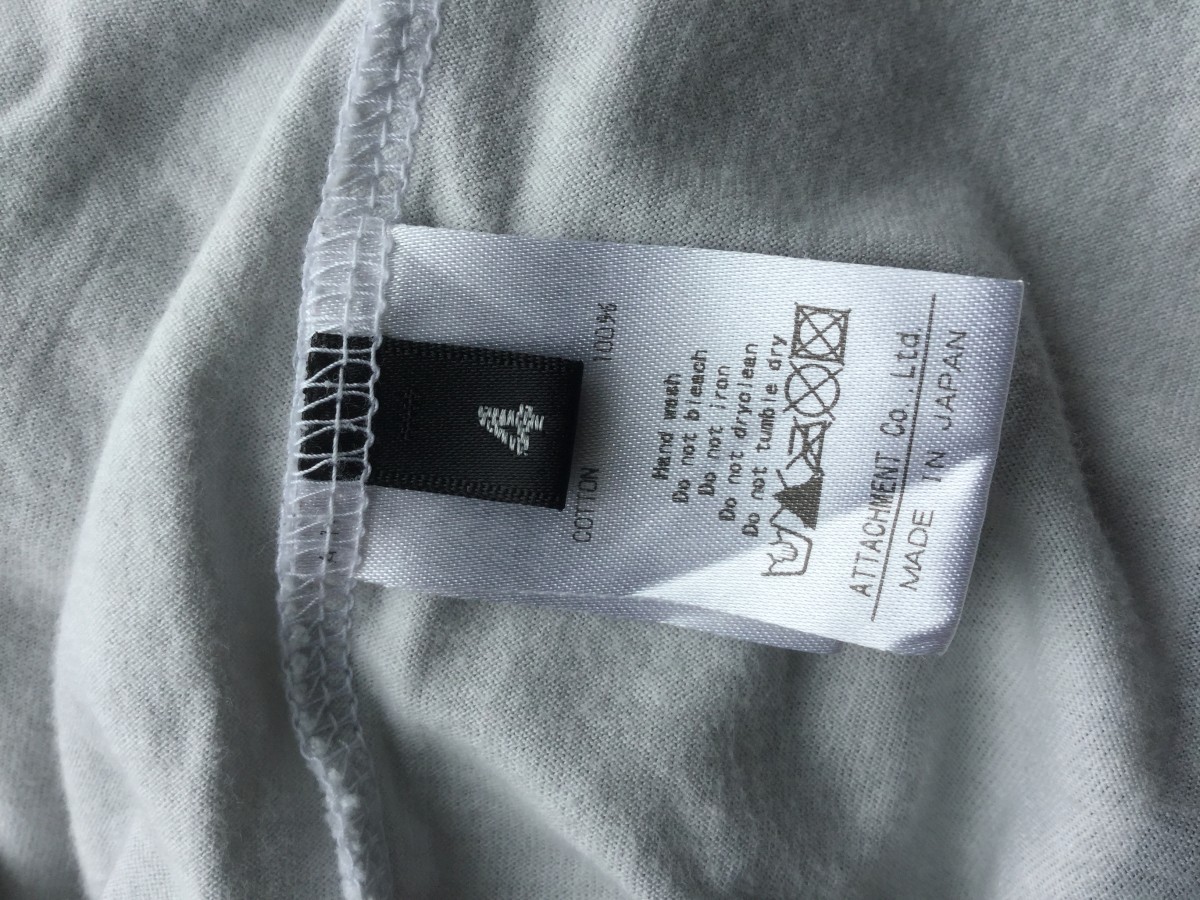 4
COTTON 100%
Hand wash
Do not bleach
Do not iron
Do not dryclean
Do not tumble dry
ATTACHMENT Co.,Ltd.
MADE IN JAPAN